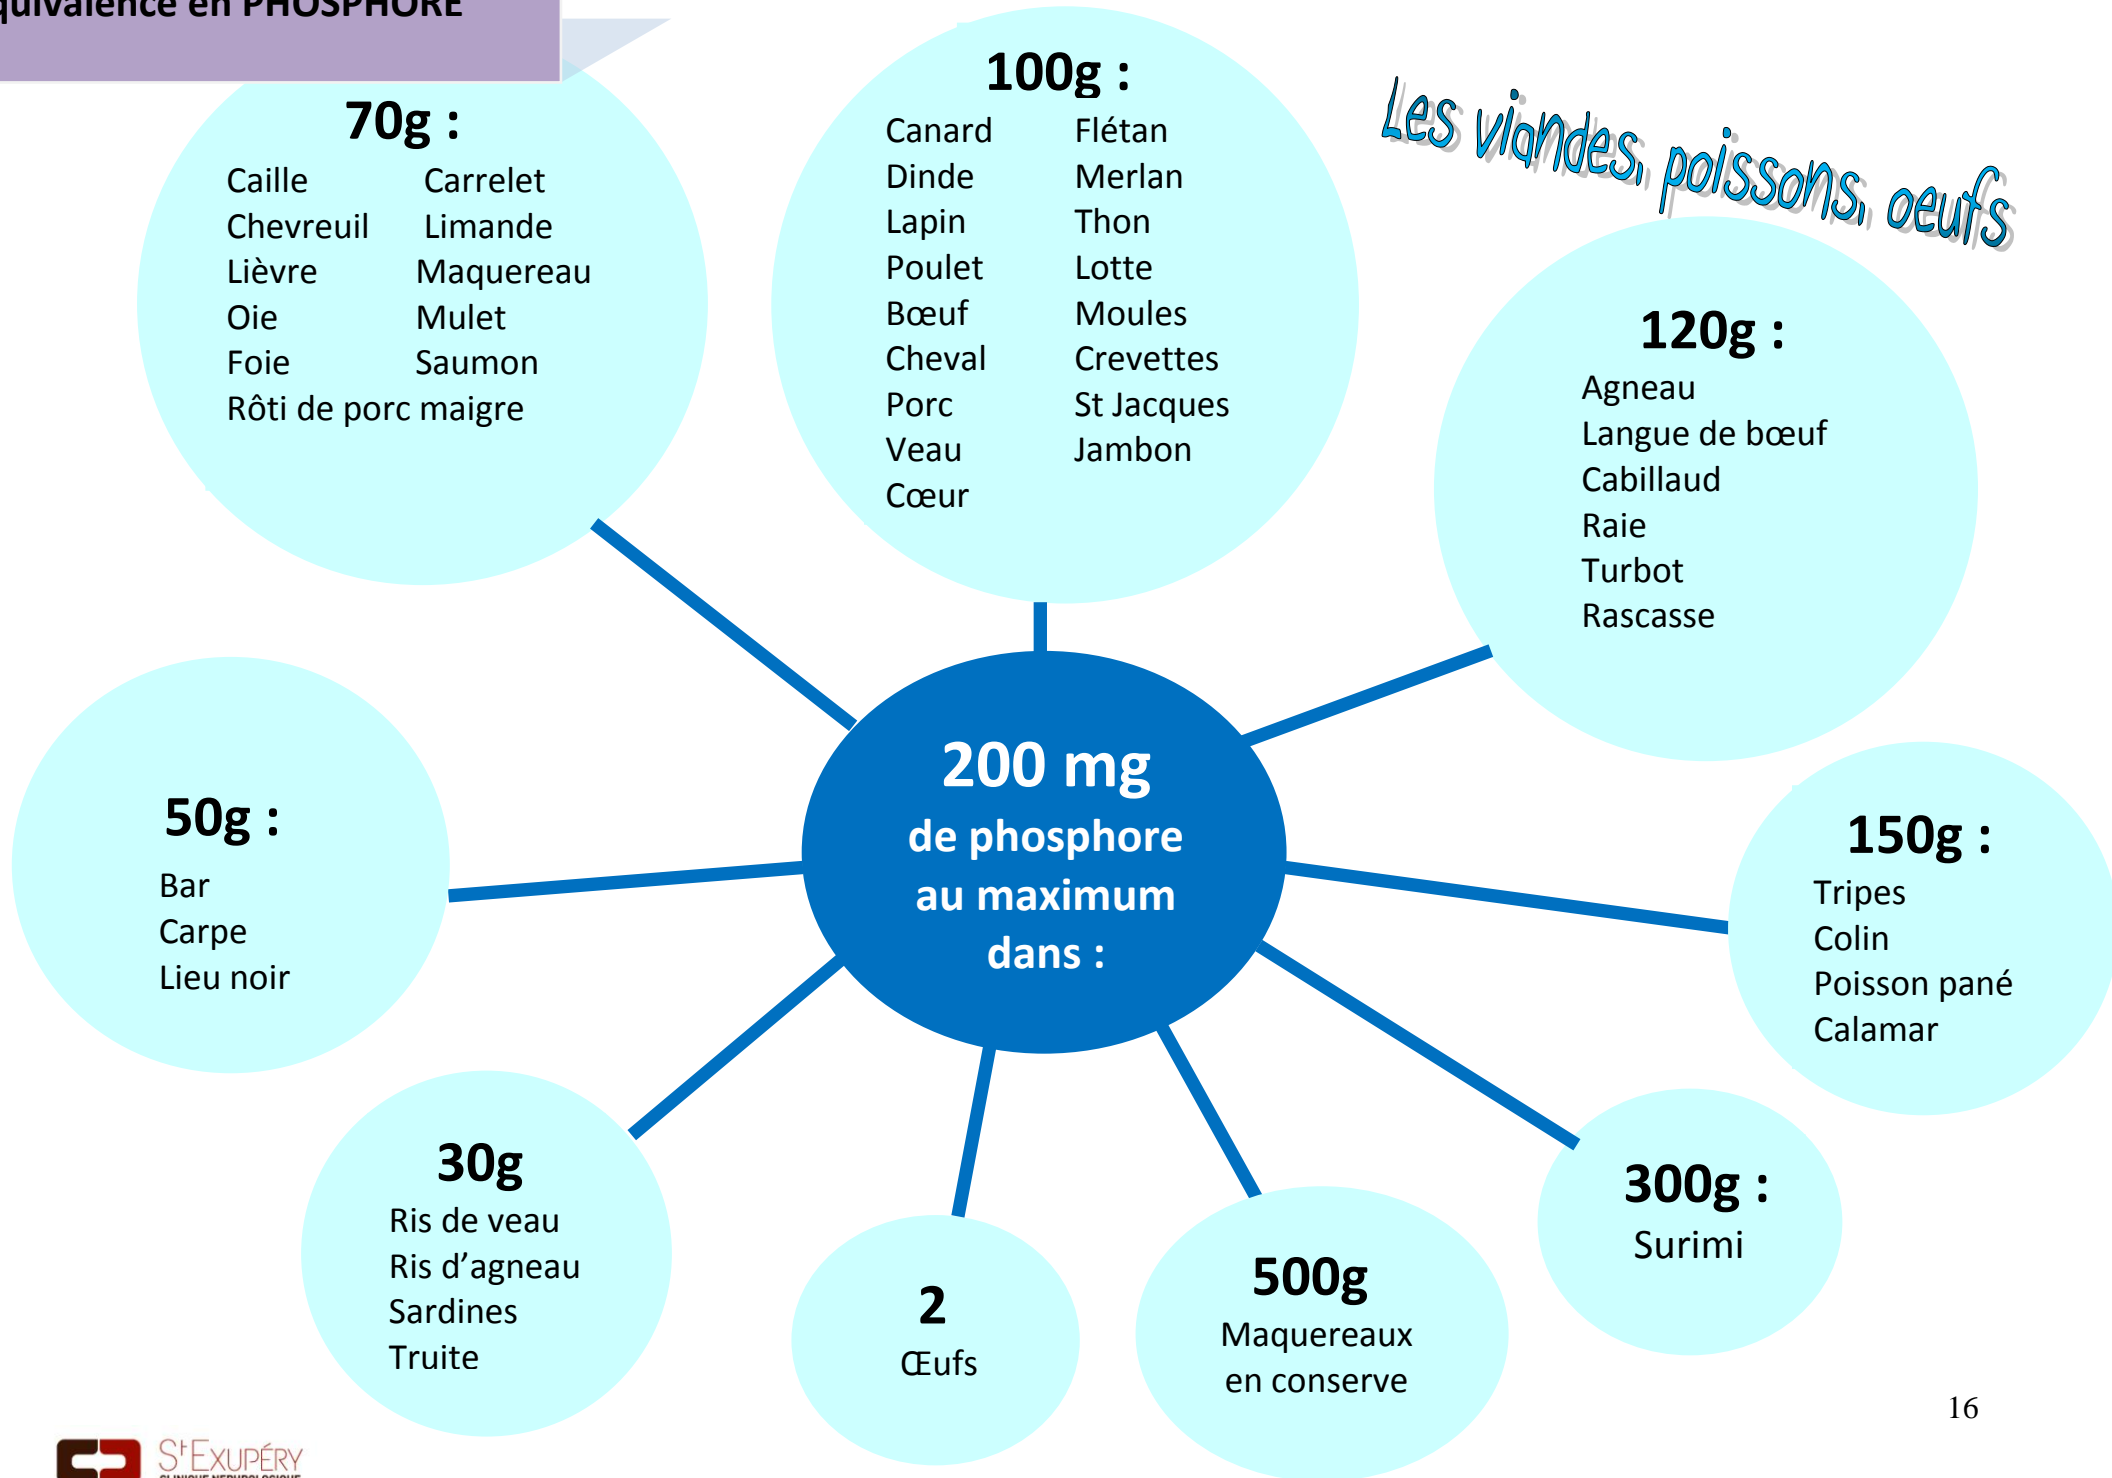 quivalence en PHOSPHORE
Les viandes, poissons, oeufs
70g :
Caille Carrelet
Chevreuil Limande
Lièvre Maquereau
Oie Mulet
Foie Saumon
Rôti de porc maigre
100g :
Canard Flétan
Dinde Merlan
Lapin Thon
Poulet Lotte
Bœuf Moules
Cheval Crevettes
Porc St Jacques
Veau Jambon
Cœur
120g :
Agneau
Langue de bœuf
Cabillaud
Raie
Turbot
Rascasse
200 mg
de phosphore
au maximum
dans :
50g :
Bar
Carpe
Lieu noir
150g :
Tripes
Colin
Poisson pané
Calamar
30g
Ris de veau
Ris d’agneau
Sardines
Truite
2
Œufs
500g
Maquereaux
en conserve
300g :
Surimi
16
St EXUPÉRY
CLINIQUE NEPHROLOGIQUE